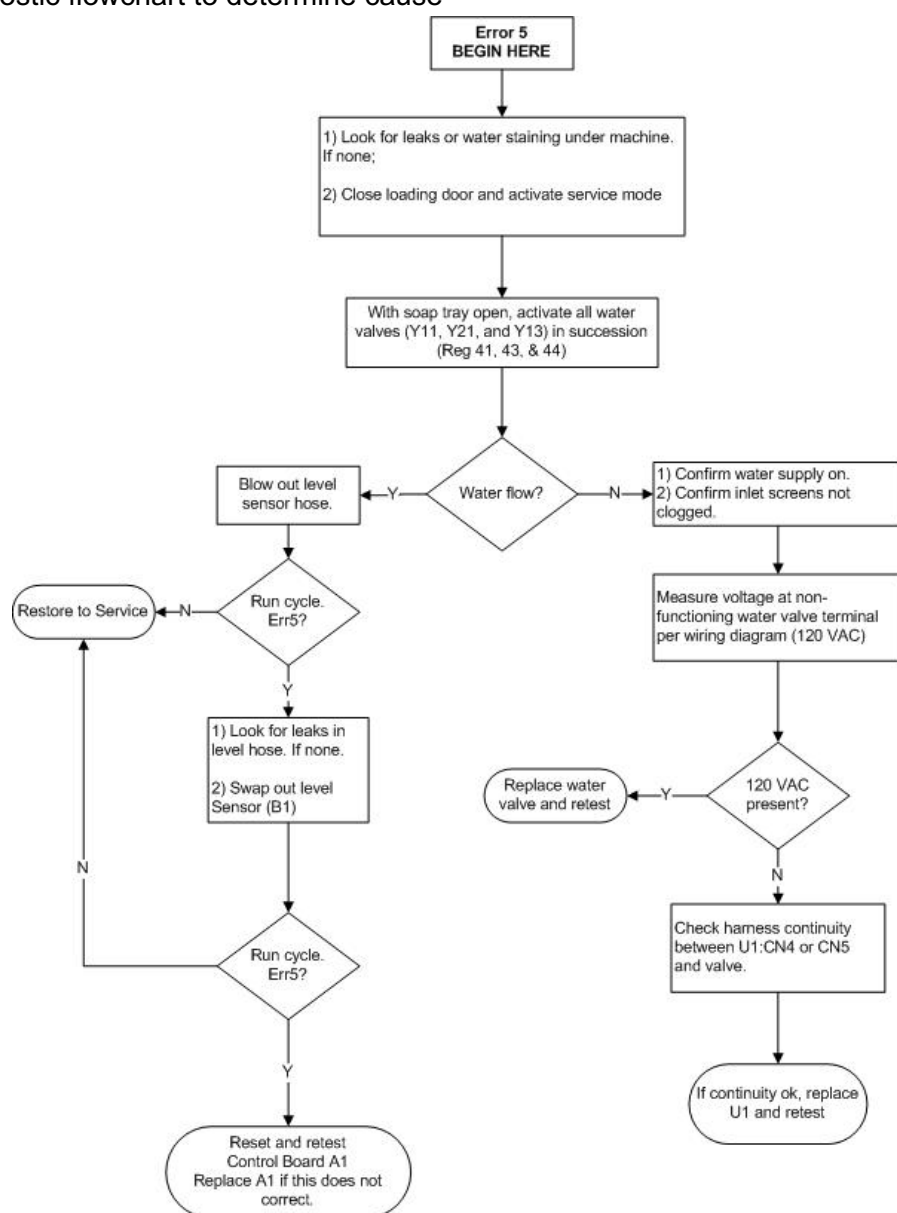 ostic flowchart to determine cause
Error 5
BEGIN HERE
1) Look for leaks or water staining under machine.
If none;
2) Close loading door and activate service mode
With soap tray open, activate all water
valves (Y11, Y21, and Y13) in succession
(Reg 41, 43, & 44)
Water flow?
Y
N
Blow out level
sensor hose.
1) Confirm water supply on.
2) Confirm inlet screens not
clogged.
Run cycle.
Err5?
N
Restore to Service
Y
Measure voltage at non-
functioning water valve terminal
per wiring diagram (120 VAC)
1) Look for leaks in
level hose. If none.
2) Swap out level
Sensor (B1)
120 VAC
present?
Y
Replace water
valve and retest
N
N
Run cycle.
Err5?
Check harness continuity
between U1:CN4 or CN5
and valve.
Y
If continuity ok, replace
U1 and retest
Reset and retest
Control Board A1
Replace A1 if this does not
correct.